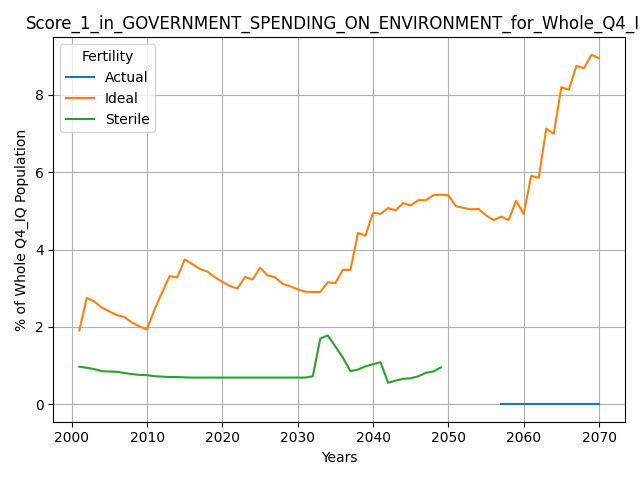 Score_1_in_GOVERNMENT_SPENDING_ON_ENVIRONMENT_for_Whole_Q4_I
Fertility
Actual
Ideal
Sterile
% of Whole Q4_IQ Population
8
6
4
2
0
2000 2010 2020 2030 2040 2050 2060 2070
Years